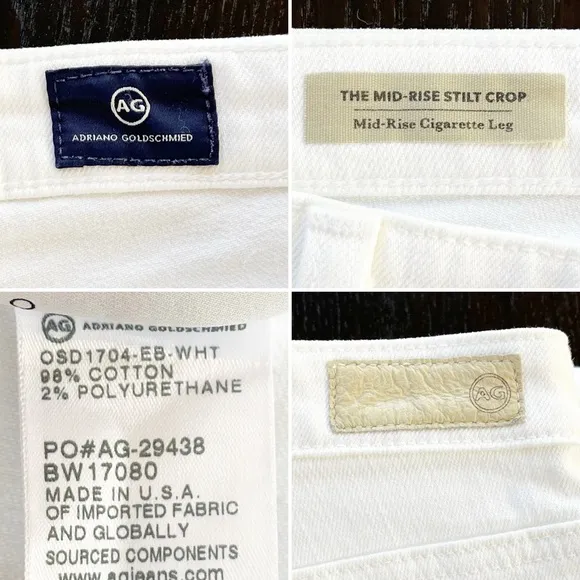 AG
ADRIANO GOLDSCHMIED
THE MID-RISE STILT CROP
Mid-Rise Cigarette Leg
AG ADRIANO GOLDSCHMIED
OSD1704-EB-WHT
98% COTTON
2% POLYURETHANE
PO#AG-29438
BW17080
MADE IN U.S.A.
OF IMPORTED FABRIC
AND GLOBALLY
SOURCED COMPONENTS
www.agjeans.com
AG